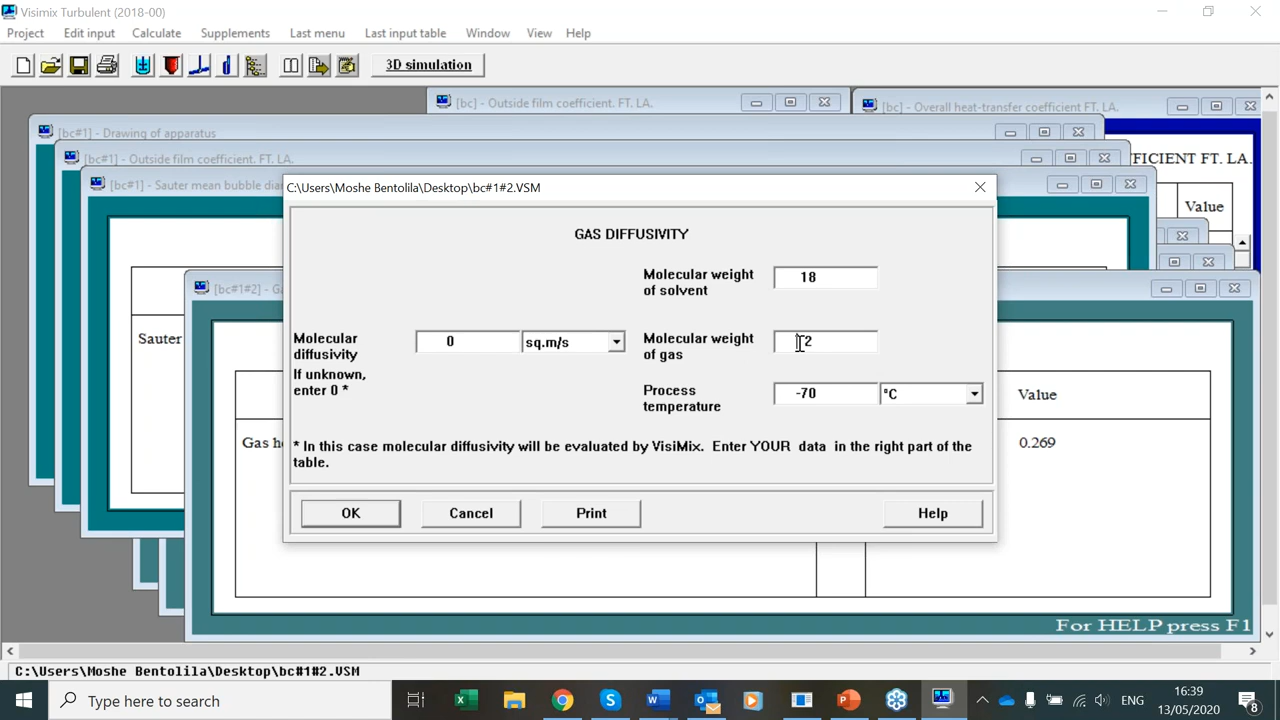 Visimix Turbulent (2018-00)
Project Edit input Calculate Supplements Last menu Last input table Window View Help
3D simulation
[bc] - Outside film coefficient. FT. LA.
[bc] - Overall heat-transfer coefficient FT. LA.
[bc#1] - Drawing of apparatus
[bc#1] - Outside film coefficient. FT. LA.
FICIENT FT. LA.
[bc#1] - Sauter mean bubble dia
C:\Users\Moshe Bentolila\Desktop\bc#1#2.VSM
Value
GAS DIFFUSIVITY
Molecular weight
of solvent
18
[bc#1#2] - GA
Sauter
Molecular
diffusivity
0
sq.m/s
Molecular weight
of gas
2
If unknown,
enter 0 *
Process
temperature
-70
°C
Value
Gas ho
0.269
* In this case molecular diffusivity will be evaluated by VisiMix. Enter YOUR data in the right part of the
table.
OK Cancel Print Help
For HELP press F1
C:\Users\Moshe Bentolila\Desktop\bc#1#2.VSM
Type here to search
ENG
16:39
13/05/2020
8